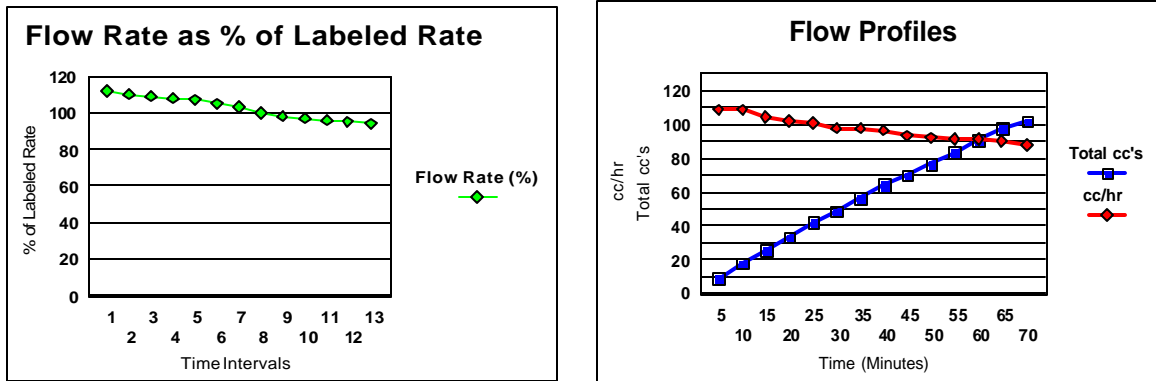 Flow Rate as % of Labeled Rate
% of Labeled Rate
120
100
80
60
40
20
0
1 3 5 7 9 11 13
2 4 6 8 10 12
Time Intervals
Flow Rate (%)
Flow Profiles
cc/hr
Total cc's
120
100
80
60
40
20
0
5 15 25 35 45 55 65
10 20 30 40 50 60 70
Time (Minutes)
Total cc's
cc/hr